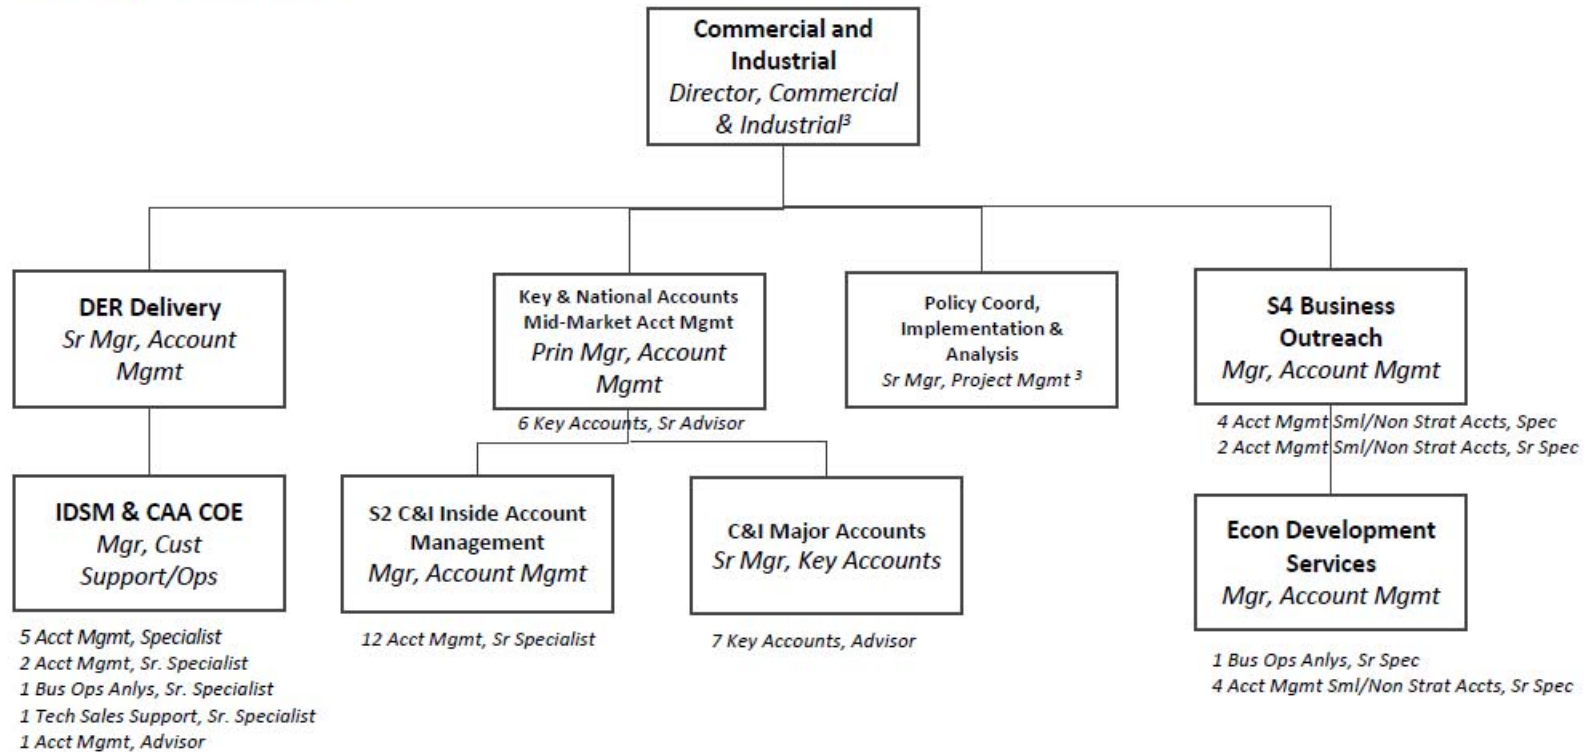 Commercial and
Industrial
Director, Commercial
& Industrial³
DER Delivery
Sr Mgr, Account
Mgmt
Key & National Accounts
Mid-Market Acct Mgmt
Prin Mgr, Account
Mgmt
6 Key Accounts, Sr Advisor
Policy Coord,
Implementation &
Analysis
Sr Mgr, Project Mgmt ³
S4 Business
Outreach
Mgr, Account Mgmt
4 Acct Mgmt Sml/Non Strat Accts, Spec
2 Acct Mgmt Sml/Non Strat Accts, Sr Spec
IDSM & CAA COE
Mgr, Cust
Support/Ops
5 Acct Mgmt, Specialist
2 Acct Mgmt, Sr. Specialist
1 Bus Ops Anlys, Sr. Specialist
1 Tech Sales Support, Sr. Specialist
1 Acct Mgmt, Advisor
S2 C&I Inside Account
Management
Mgr, Account Mgmt
12 Acct Mgmt, Sr Specialist
C&I Major Accounts
Sr Mgr, Key Accounts
7 Key Accounts, Advisor
Econ Development
Services
Mgr, Account Mgmt
1 Bus Ops Anlys, Sr Spec
4 Acct Mgmt Sml/Non Strat Accts, Sr Spec